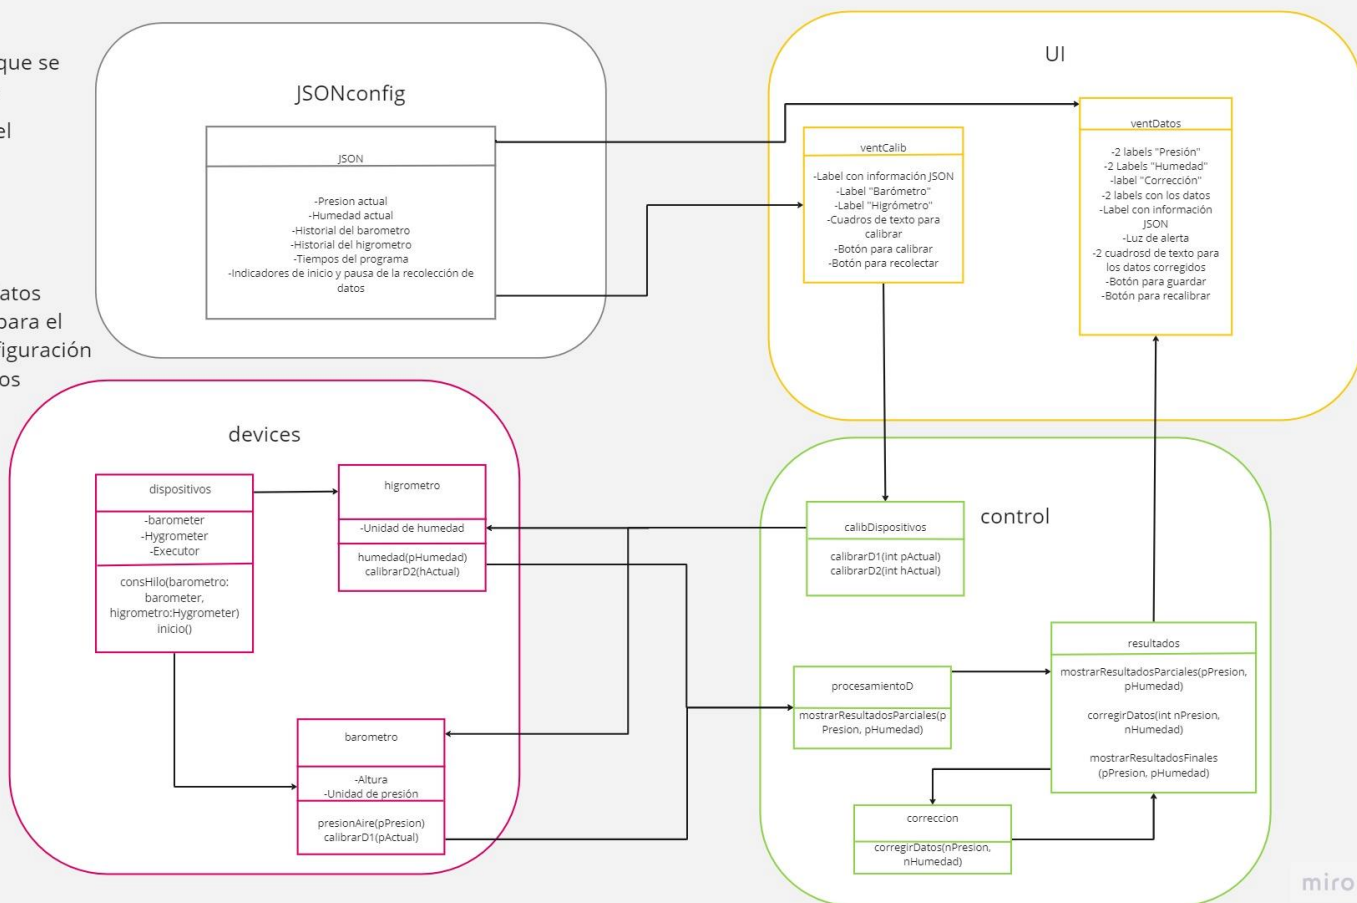 que se
el
atos
para el
figuración
os
JSONconfig
JSON
-Presion actual
-Humedad actual
-Historial del barometro
-Historial del higrometro
-Tiempos del programa
-Indicadores de inicio y pausa de la recolección de
datos
UI
ventCalib
-Label con información JSON
-Label "Barómetro"
-Label "Higrómetro"
-Cuadros de texto para
calibrar
-Botón para calibrar
-Botón para recolectar
ventDatos
-2 labels "Presión"
-2 Labels "Humedad"
-label "Corrección"
-2 labels con los datos
-Label con información
JSON
-Luz de alerta
-2 cuadrosd de texto para
los datos corregidos
-Botón para guardar
-Botón para recalibrar
devices
dispositivos
-barometer
-Hygrometer
-Executor
consHilo(barometro:
barometer,
higrometro:Hygrometer)
inicio()
higrometro
-Unidad de humedad
humedad(pHumedad)
calibrarD2(hActual)
barometro
-Altura
-Unidad de presión
presionAire(pPresion)
calibrarD1(pActual)
control
calibDispositivos
calibrarD1(int pActual)
calibrarD2(int hActual)
procesamientoD
mostrarResultadosParciales(p
Presion, pHumedad)
resultados
mostrarResultadosParciales(pPresion,
pHumedad)
corregirDatos(int nPresion,
nHumedad)
mostrarResultadosFinales
(pPresion, pHumedad)
correccion
corregirDatos(nPresion,
nHumedad)
miro